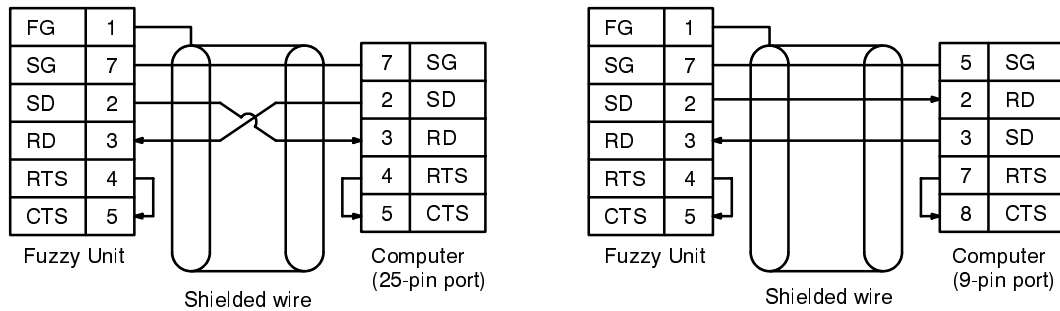 FG 1
SG 7
SD 2
RD 3
RTS 4
CTS 5
Fuzzy Unit
7 SG
2 SD
3 RD
4 RTS
5 CTS
Computer
(25-pin port)
Shielded wire
FG 1
SG 7
SD 2
RD 3
RTS 4
CTS 5
Fuzzy Unit
5 SG
2 RD
3 SD
7 RTS
8 CTS
Computer
(9-pin port)
Shielded wire